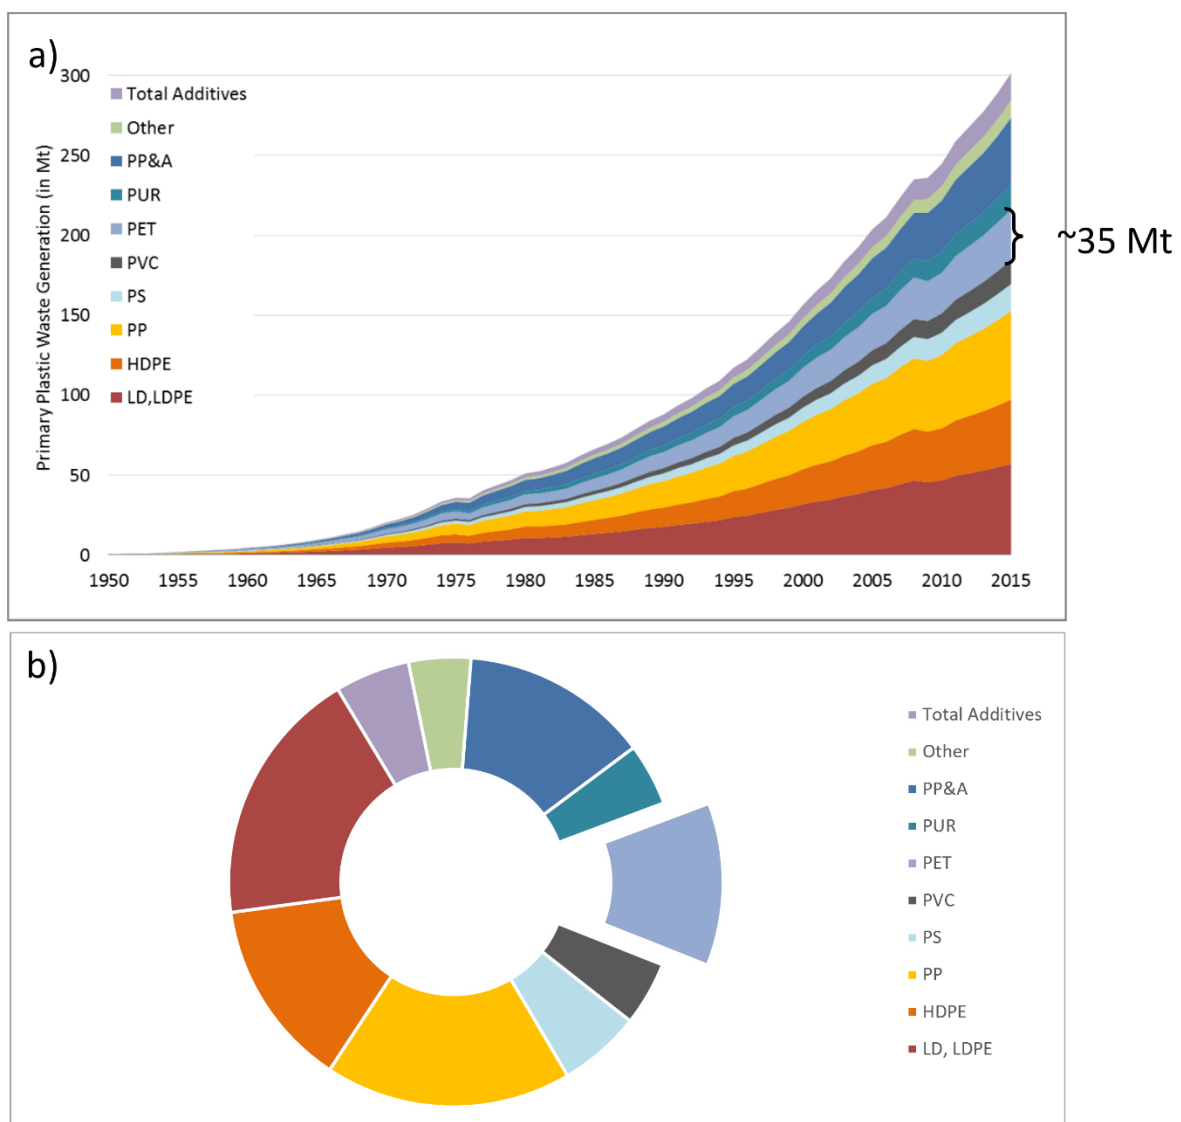 a)
300
250
200
150
100
50
0
Primary Plastic Waste Generation (in Mt)
Total Additives
Other
PP&A
PUR
PET
PVC
PS
PP
HDPE
LD,LDPE
~35 Mt
1950 1955 1960 1965 1970 1975 1980 1985 1990 1995 2000 2005 2010 2015
b)
Total Additives
Other
PP&A
PUR
PET
PVC
PS
PP
HDPE
LD, LDPE